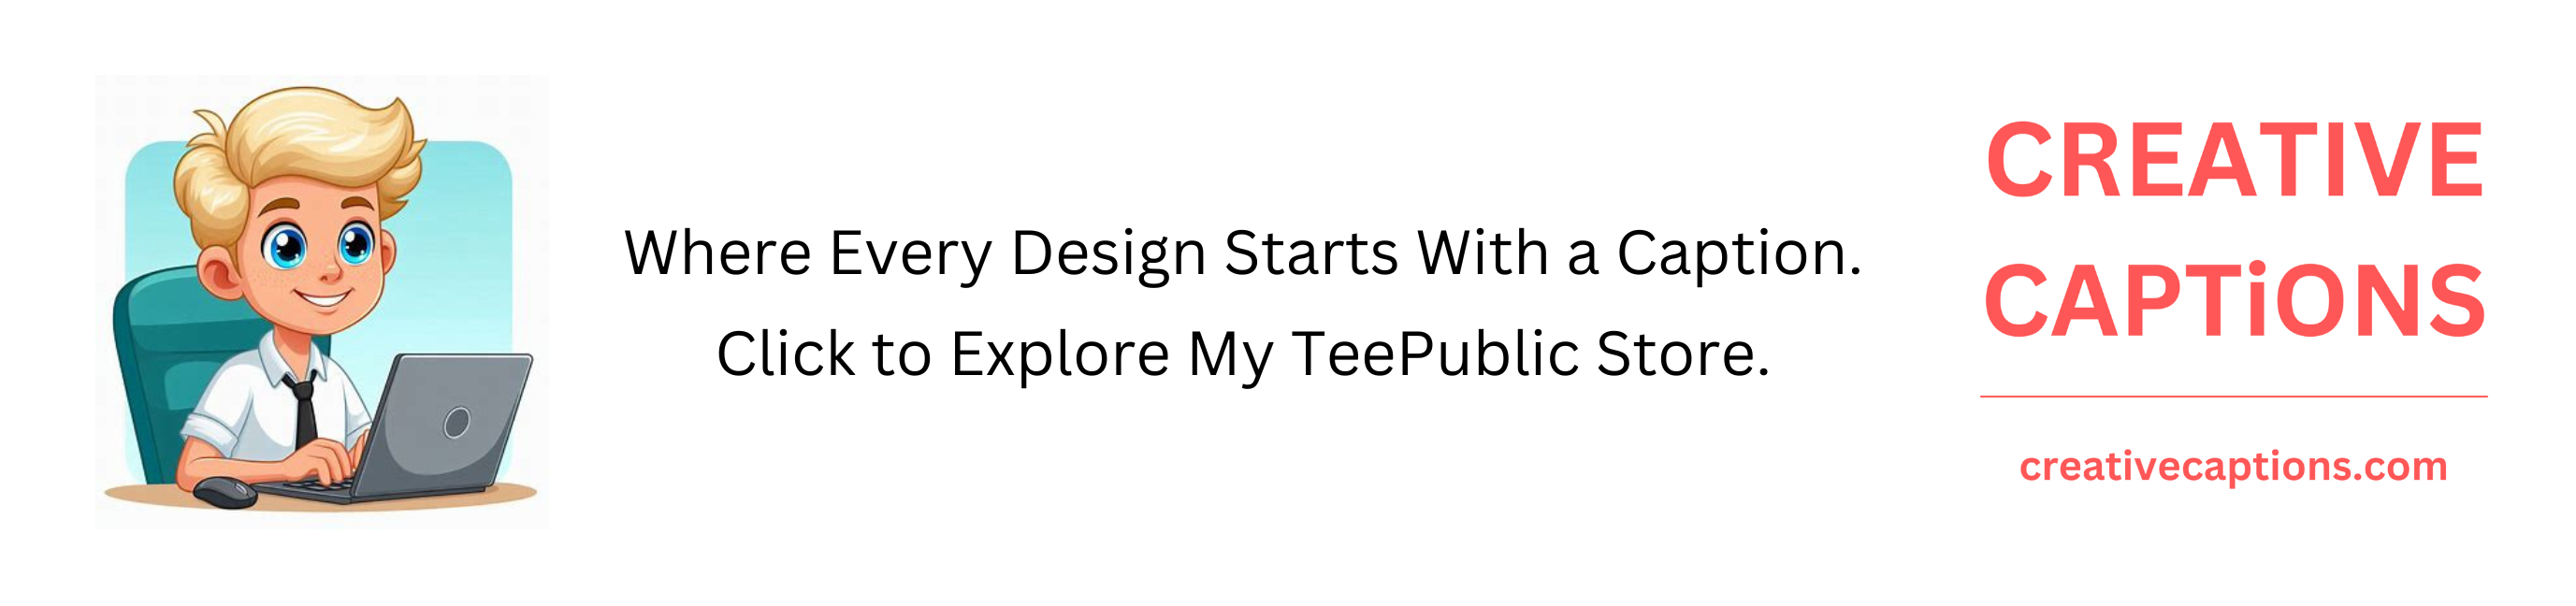 Where Every Design Starts With a Caption.
Click to Explore My TeePublic Store.
CREATIVE
CAPTiONS
creativecaptions.com